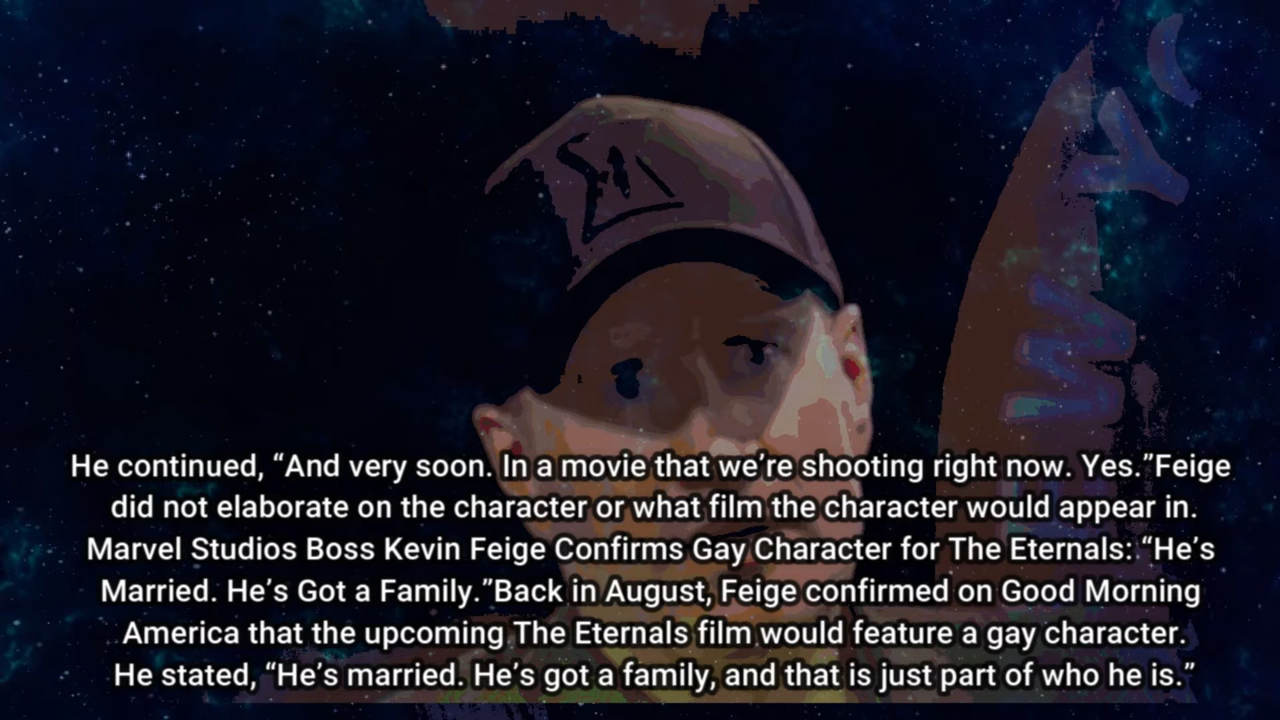 He continued, “And very soon. In a movie that we’re shooting right now. Yes.”Feige
did not elaborate on the character or what film the character would appear in.
Marvel Studios Boss Kevin Feige Confirms Gay Character for The Eternals: “He’s
Married. He’s Got a Family.”Back in August, Feige confirmed on Good Morning
America that the upcoming The Eternals film would feature a gay character.
He stated, “He’s married. He’s got a family, and that is just part of who he is.”